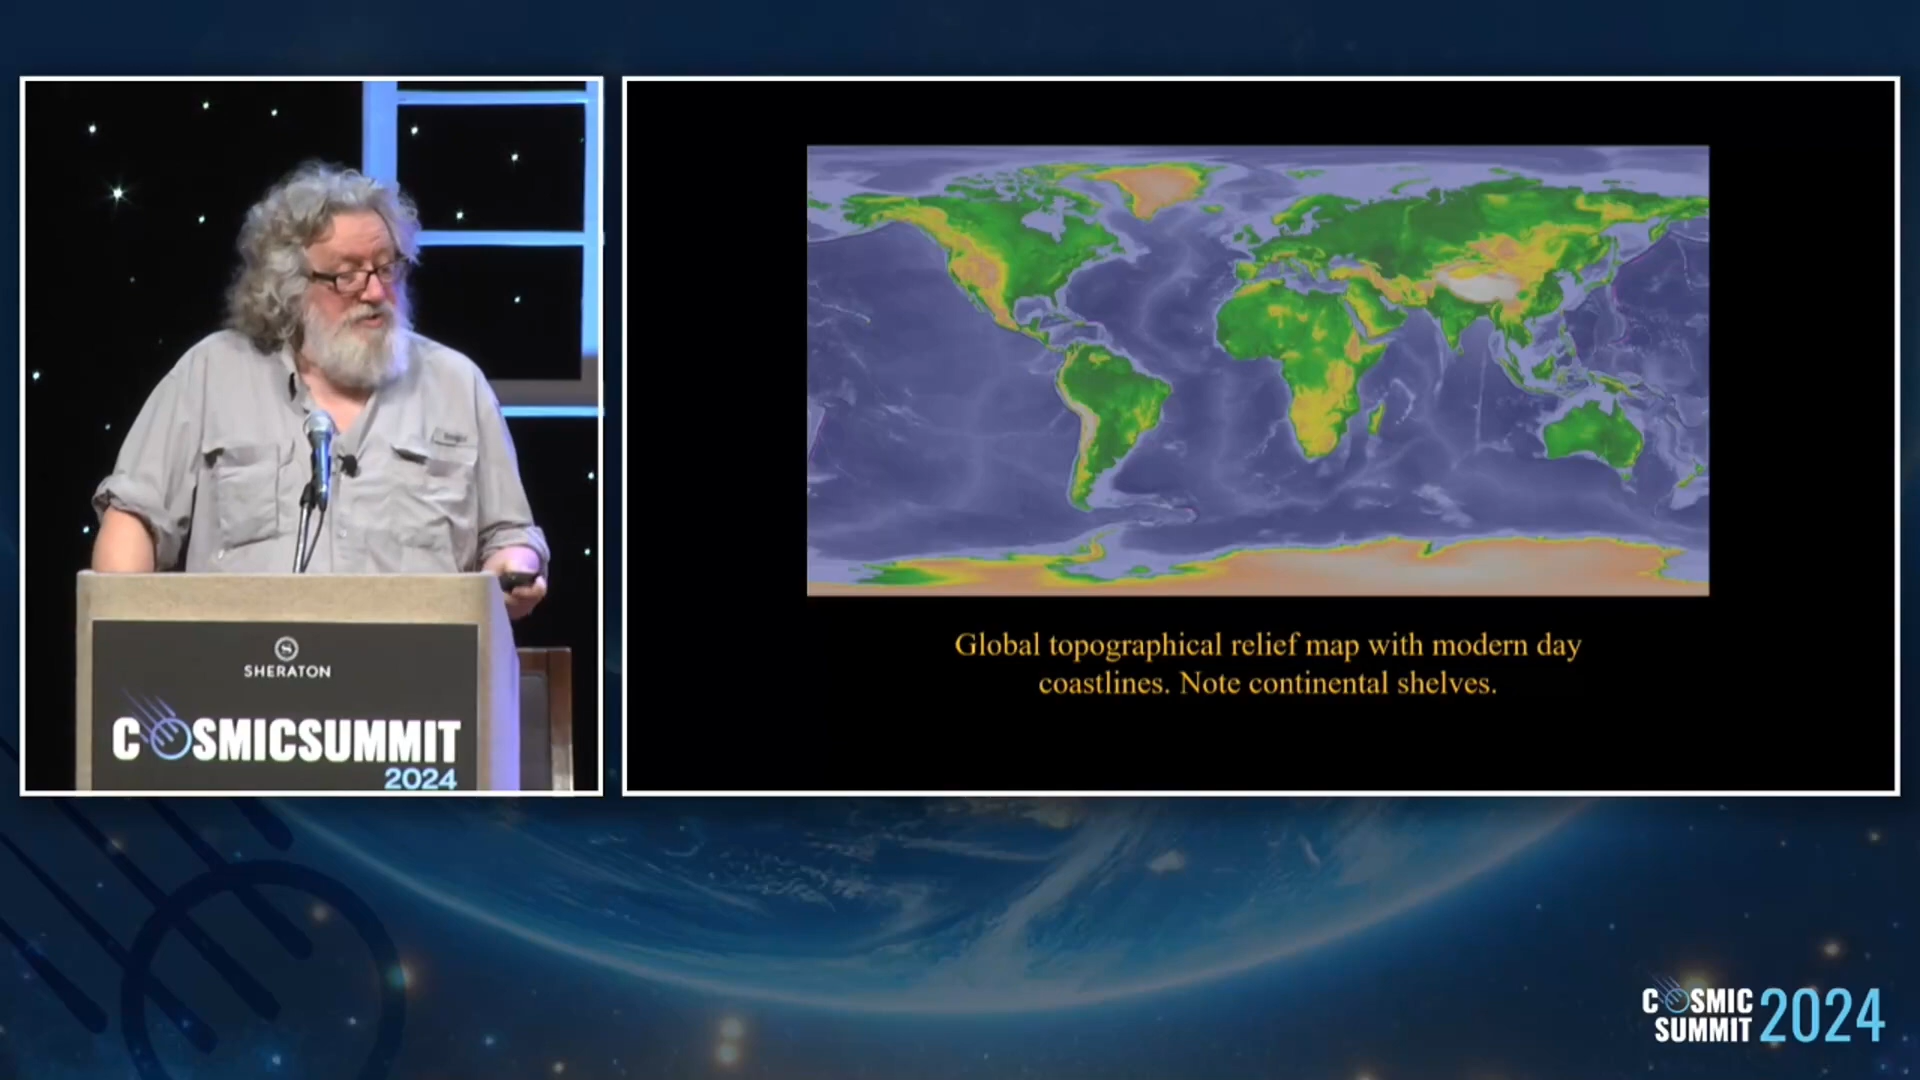 SHERATON
COSMICSUMMIT
2024
Global topographical relief map with modern day
coastlines. Note continental shelves.
COSMIC
SUMMIT 2024